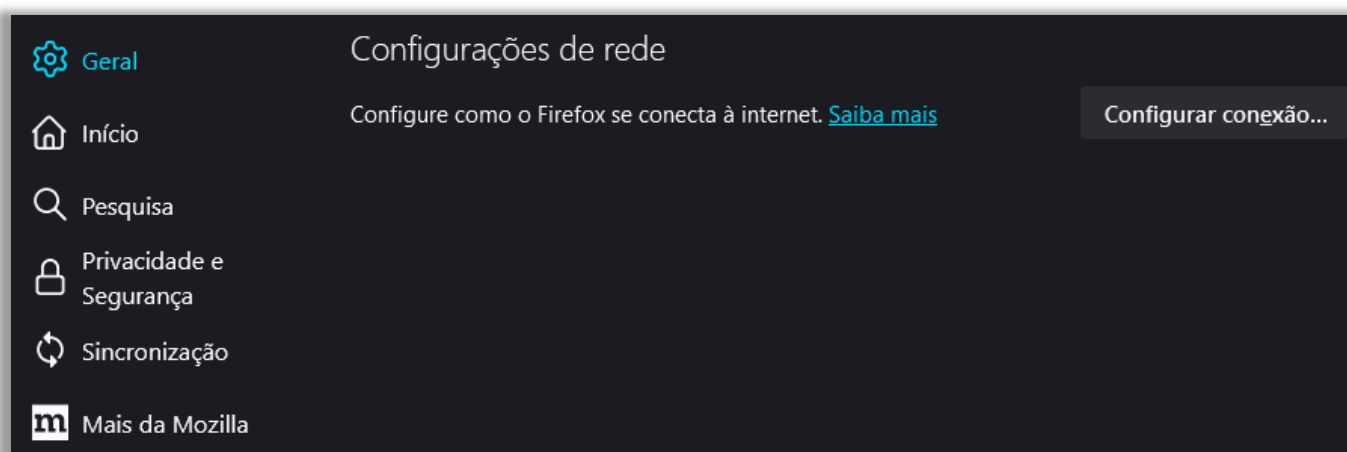 Geral
Início
Pesquisa
Privacidade e
Segurança
Sincronização
m Mais da Mozilla
Configurações de rede
Configure como o Firefox se conecta à internet. Saiba mais
Configurar conexão...